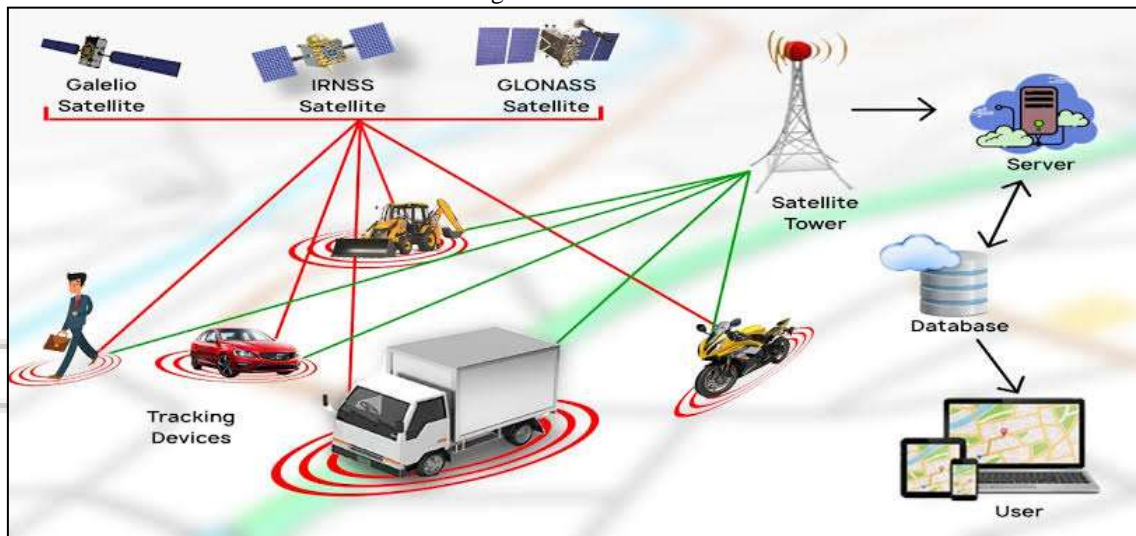 Galelio
Satellite
IRNSS
Satellite
GLONASS
Satellite
Satellite
Tower
Server
Database
Tracking
Devices
User